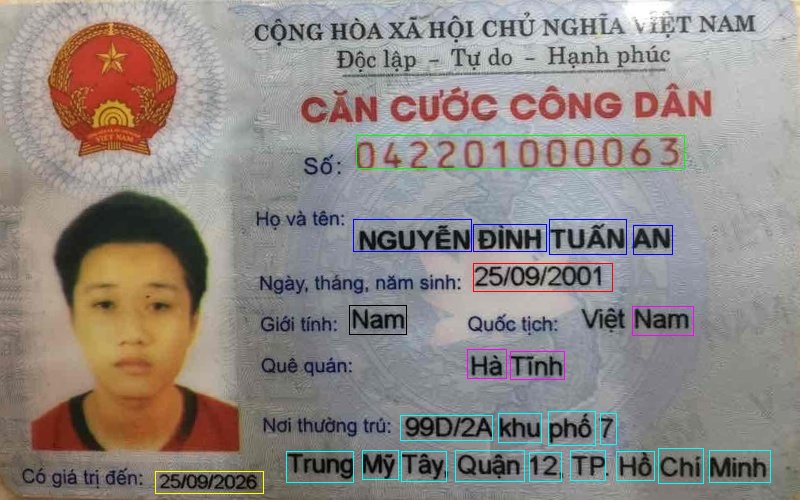 CỘNG HÒA XÃ HỘI CHỦ NGHĨA VIỆT NAM
Độc lập - Tự do - Hạnh phúc
CĂN CƯỚC CÔNG DÂN
Số: 042201000063
Họ và tên: NGUYỄN ĐÌNH TUẤN AN
Ngày, tháng, năm sinh: 25/09/2001
Giới tính: Nam Quốc tịch: Việt Nam
Quê quán: Hà Tĩnh
Nơi thường trú: 99D/2A khu phố 7
Trung Mỹ Tây, Quận 12, TP. Hồ Chí Minh
Có giá trị đến: 25/09/2026